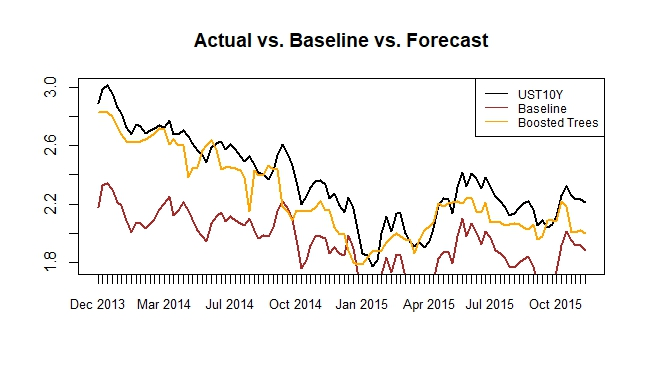 Actual vs. Baseline vs. Forecast
3.0
2.6
2.2
1.8
UST10Y
Baseline
Boosted Trees
Dec 2013 Mar 2014 Jul 2014 Oct 2014 Jan 2015 Apr 2015 Jul 2015 Oct 2015